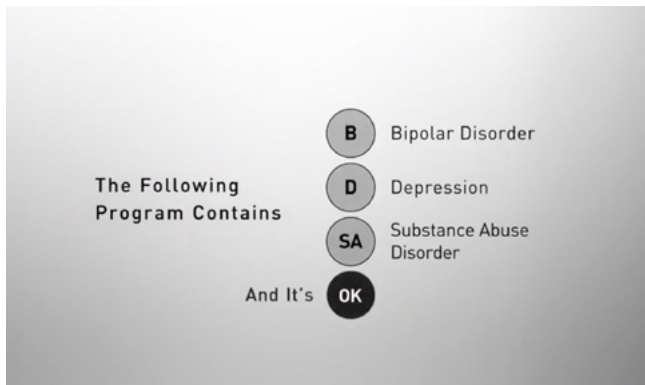 B Bipolar Disorder
The Following
Program Contains
D Depression
SA Substance Abuse
Disorder
And It's OK